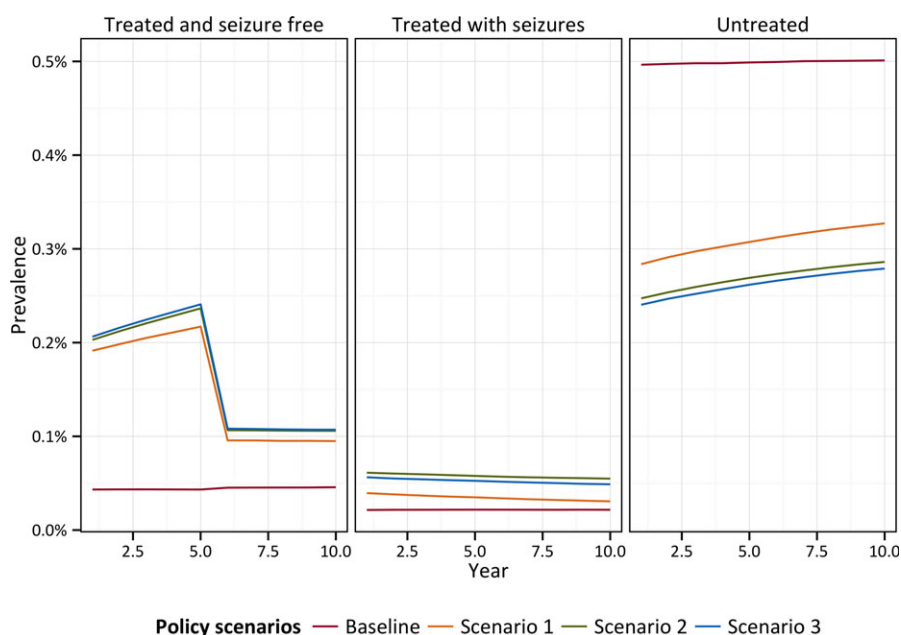 Treated and seizure free Treated with seizures Untreated
0.5%
0.4%
0.3%
0.2%
0.1%
0.0%
Prevalence
2.5 5.0 7.5 10.0 2.5 5.0 7.5 10.0 2.5 5.0 7.5 10.0
Year
Policy scenarios Baseline Scenario 1 Scenario 2 Scenario 3